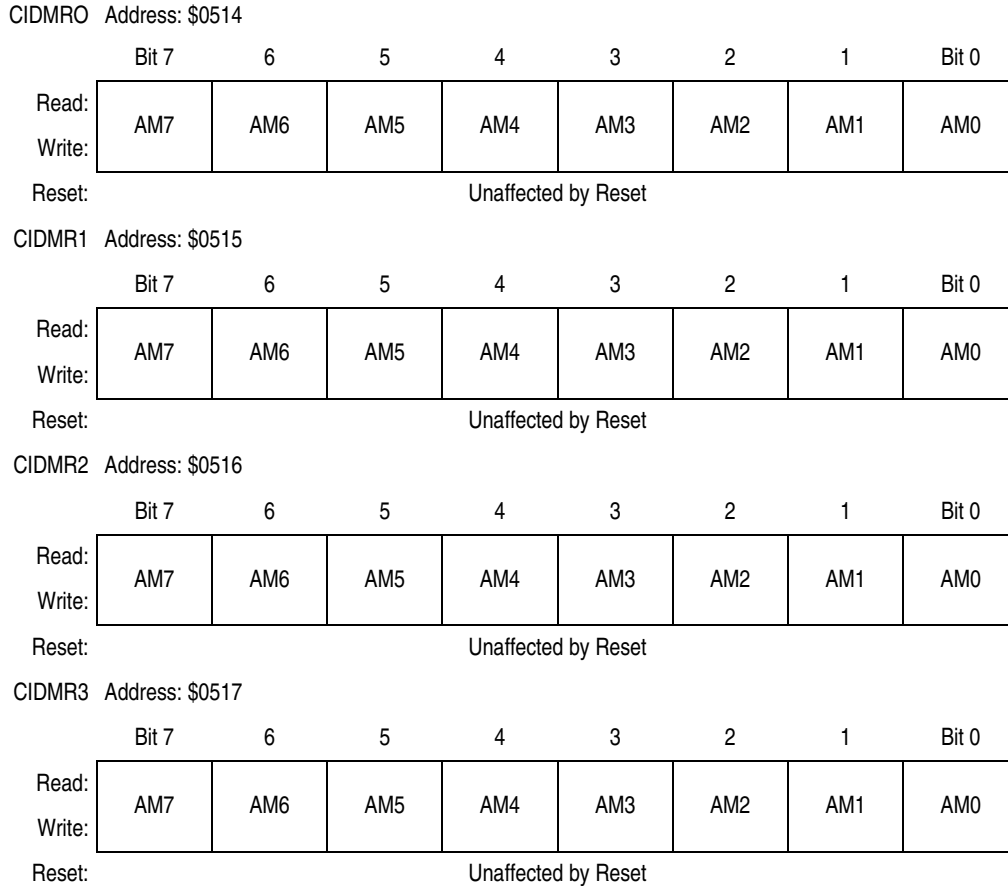 CIDMRO Address: $0514
Bit 7 6 5 4 3 2 1 Bit 0
Read:
AM7 AM6 AM5 AM4 AM3 AM2 AM1 AM0
Write:
Reset: Unaffected by Reset
CIDMR1 Address: $0515
Bit 7 6 5 4 3 2 1 Bit 0
Read:
AM7 AM6 AM5 AM4 AM3 AM2 AM1 AM0
Write:
Reset: Unaffected by Reset
CIDMR2 Address: $0516
Bit 7 6 5 4 3 2 1 Bit 0
Read:
AM7 AM6 AM5 AM4 AM3 AM2 AM1 AM0
Write:
Reset: Unaffected by Reset
CIDMR3 Address: $0517
Bit 7 6 5 4 3 2 1 Bit 0
Read:
AM7 AM6 AM5 AM4 AM3 AM2 AM1 AM0
Write:
Reset: Unaffected by Reset